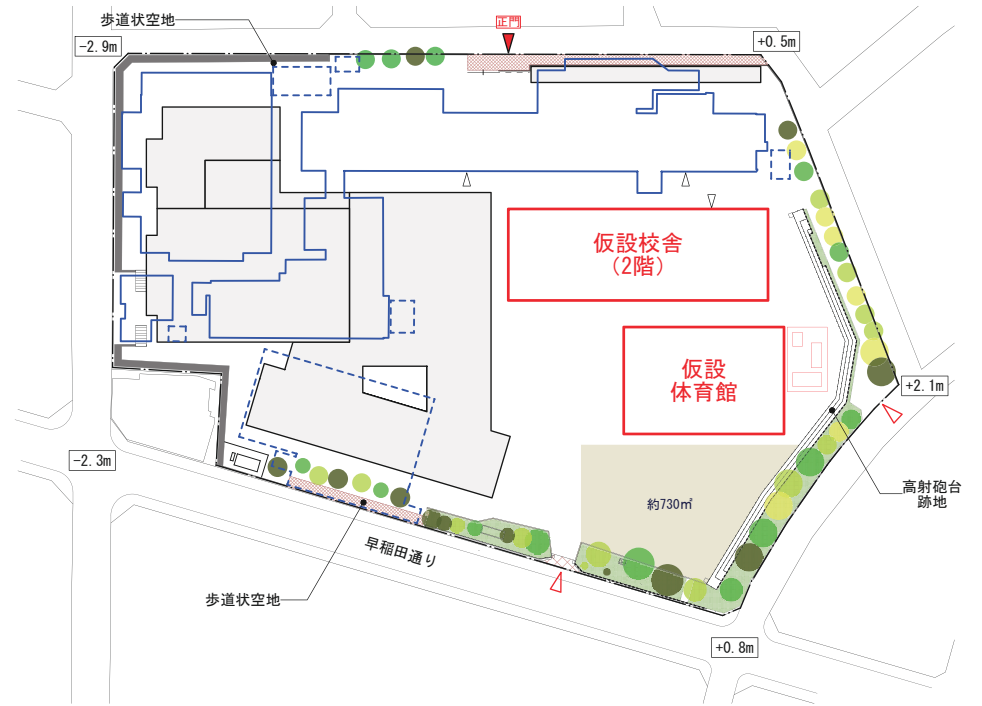 歩道状空地
正門
-2.9m
+0.5m
仮設校舎
（2階）
仮設
体育館
+2.1m
-2.3m
高射砲台
跡地
約730㎡
早稲田通り
歩道状空地
+0.8m